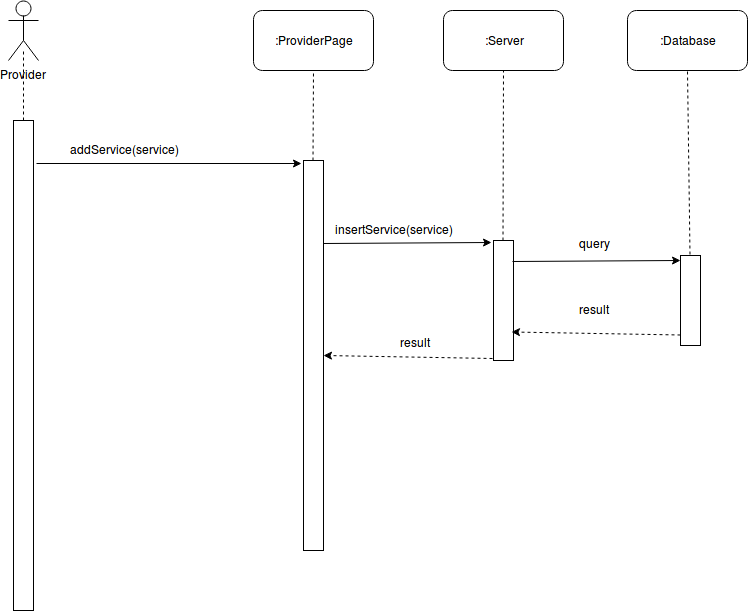 :ProviderPage
:Server
:Database
Provider
addService(service)
insertService(service)
query
result
result